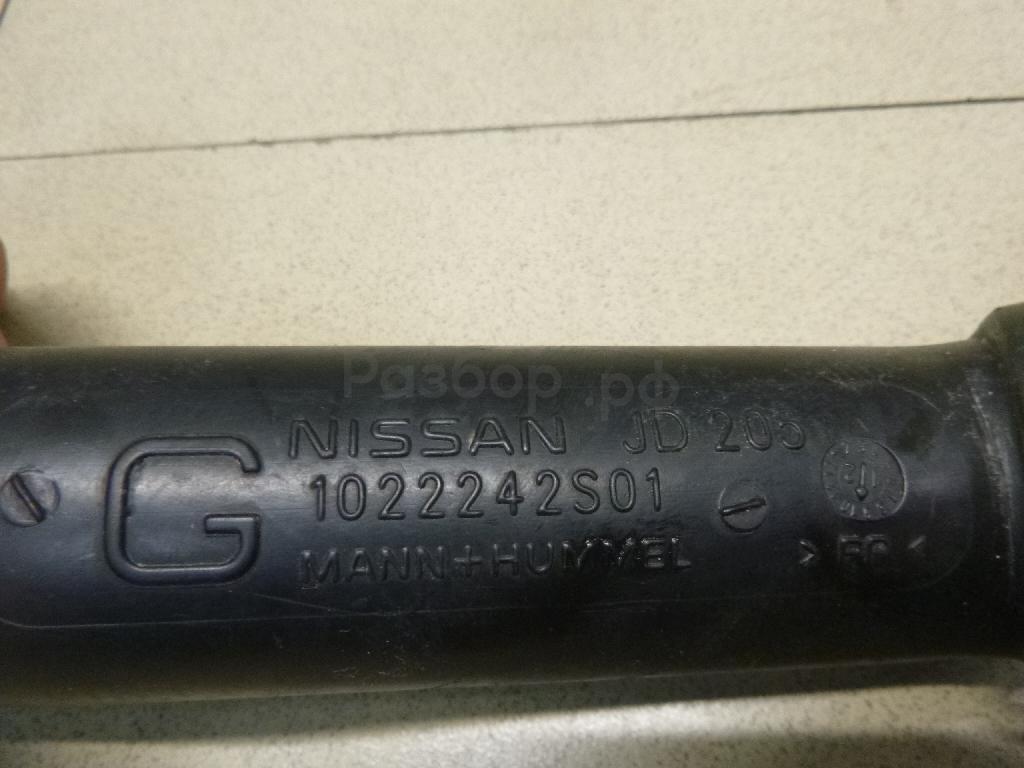 Разбор.рф
NISSAN JD 205
G
1022242S01
MANN+HUMMEL